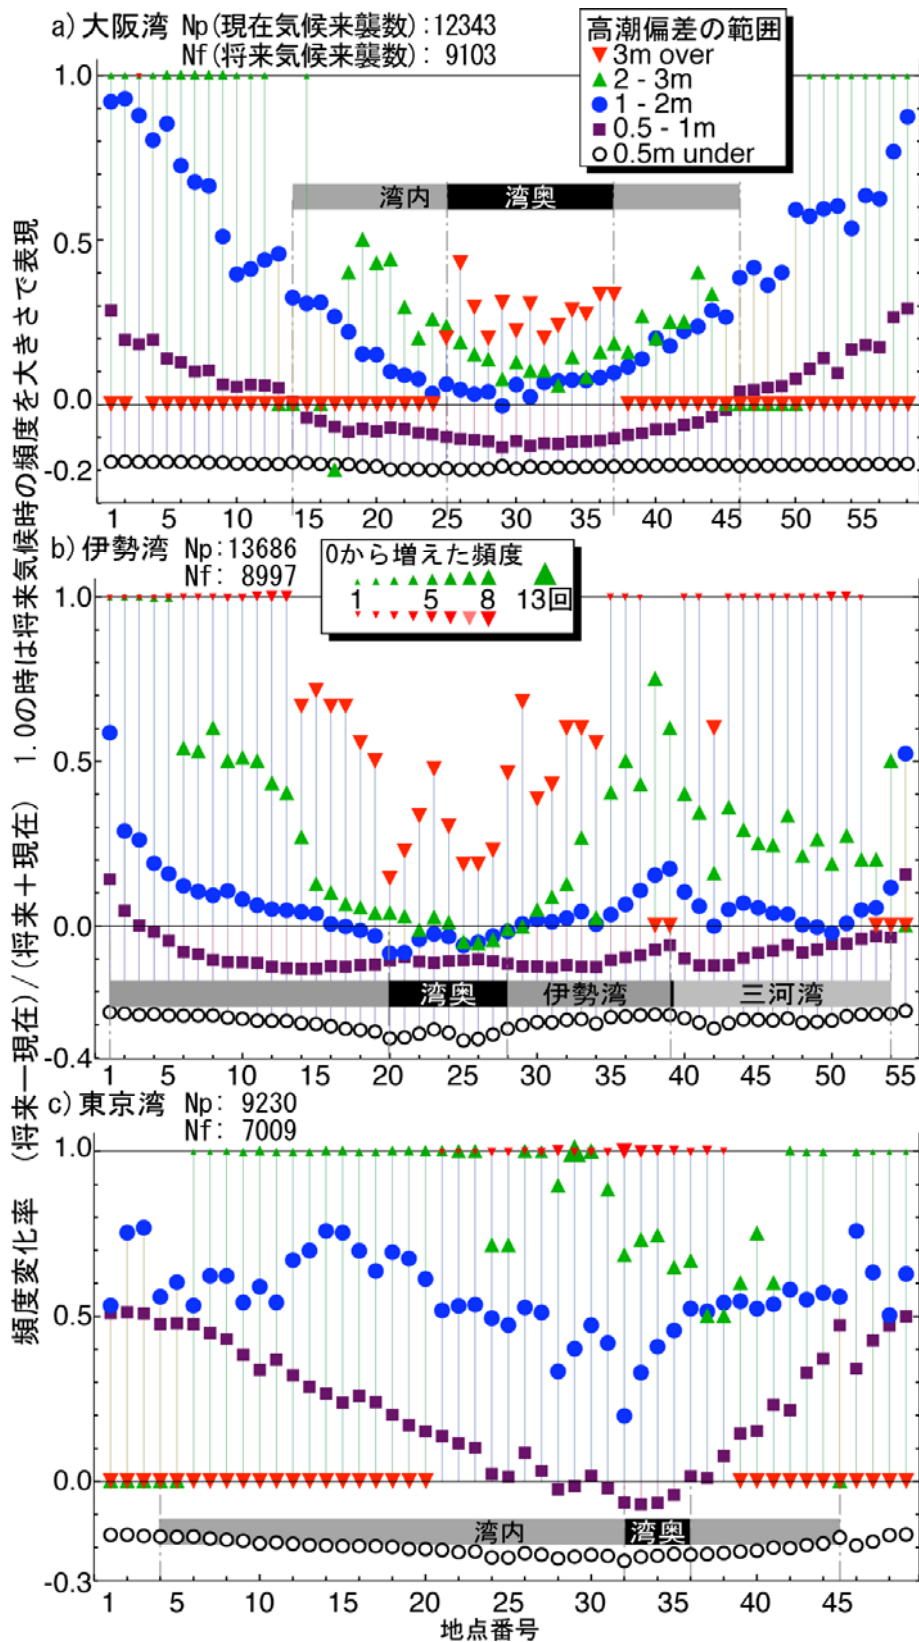 a) 大阪湾 Np(現在気候来襲数):12343
Nf(将来気候来襲数): 9103
高潮偏差の範囲
3m over
2 - 3m
1 - 2m
0.5 - 1m
0.5m under
1.0
0.5
0.0
-0.2
湾内
湾奥
1 5 10 15 20 25 30 35 40 45 50 55
b) 伊勢湾 Np:13686
Nf: 8997
0から増えた頻度
1 5 8 13回
1.0
0.5
0.0
-0.4
湾奥
伊勢湾
三河湾
1 5 10 15 20 25 30 35 40 45 50 55
c) 東京湾 Np: 9230
Nf: 7009
1.0
0.5
0.0
-0.3
湾内
湾奥
1 5 10 15 20 25 30 35 40 45
地点番号
頻度変化率 (将来ー現在)/(将来+現在) 1.0の時は将来気候時の頻度を大きさで表現